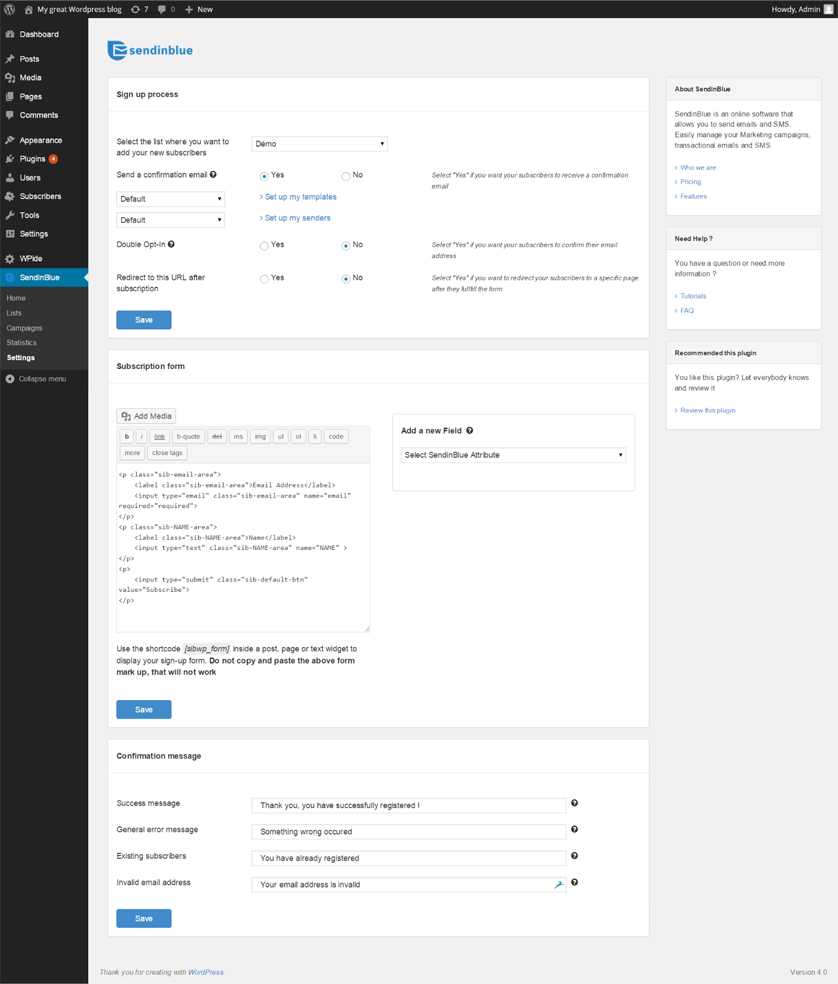 My great Wordpress blog 7 0 New Howdy, Admin
Dashboard
Posts
Media
Pages
Comments
Appearance
Plugins 4
Users
Subscribers
Tools
Settings
WPide
SendinBlue
Home
Lists
Campaigns
Statistics
Settings
Collapse menu
sendinblue
Sign up process
Select the list where you want to
add your new subscribers
Démo
Send a confirmation email
Yes No
Select "Yes" if you want your subscribers to receive a confirmation
email
Default
› Set up my templates
Default
› Set up my senders
Double Opt-In
Yes No
Select "Yes" if you want your subscribers to confirm their email
address
Redirect to this URL after
subscription
Yes No
Select "Yes" if you want to redirect your subscribers to a specific page
after they fullfill the form
Save
Subscription form
Add Media
b i link b-quote del ins img ul ol li code
more close tags
<p class="sib-email-area">
<label class="sib-email-area">Email Address</label>
<input type="email" class="sib-email-area" name="email"
required="required">
</p>
<p class="sib-NAME-area">
<label class="sib-NAME-area">Name</label>
<input type="text" class="sib-NAME-area" name="NAME" >
</p>
<p>
<input type="submit" class="sib-default-btn"
value="Subscribe">
</p>
Add a new Field
Select SendinBlue Attribute
Use the shortcode [sibwp_form] inside a post, page or text widget to
display your sign-up form. Do not copy and paste the above form
mark up, that will not work
Save
Confirmation message
Success message
Thank you, you have successfully registered !
General error message
Something wrong occured
Existing subscribers
You have already registered
Invalid email address
Your email address is invalid
Save
About SendinBlue
SendinBlue is an online software that
allows you to send emails and SMS.
Easily manage your Marketing campaigns,
transactional emails and SMS.
› Who we are
› Pricing
› Features
Need Help ?
You have a question or need more
information ?
› Tutorials
› FAQ
Recommended this plugin
You like this plugin? Let everybody knows
and review it
› Review this plugin
Thank you for creating with WordPress.
Version 4.0